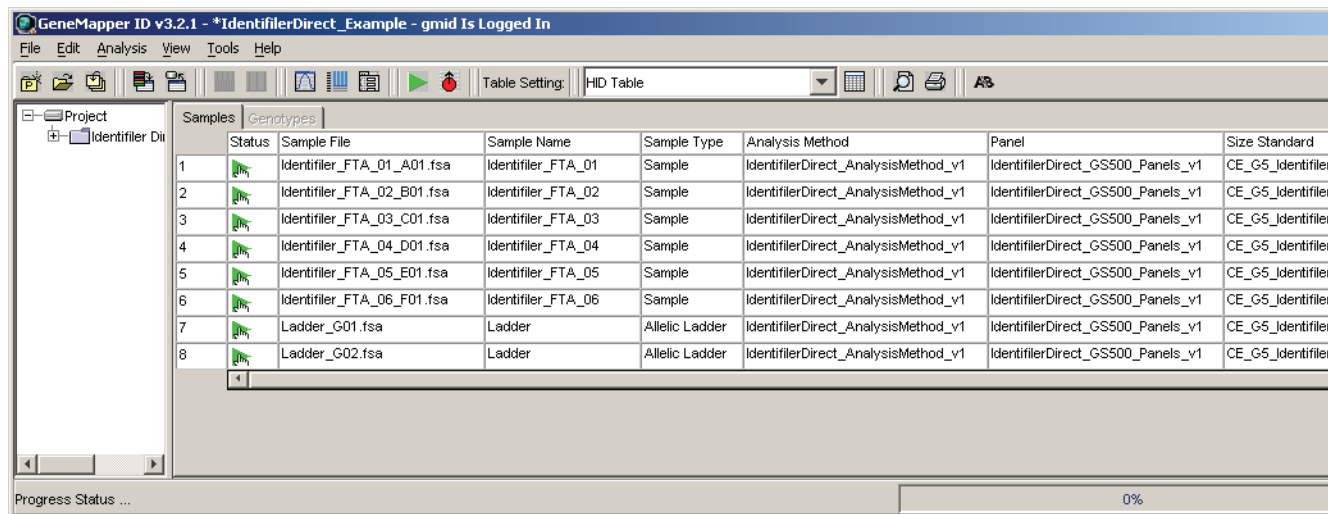 GeneMapper ID v3.2.1 - *IdentifilerDirect_Example - gmid Is Logged In
File Edit Analysis View Tools Help
Table Setting: HID Table
Project
Identifiler Dir
Samples Genotypes
Status Sample File Sample Name Sample Type Analysis Method Panel Size Standard
1 Identifiler_FTA_01_A01.fsa Identifiler_FTA_01 Sample IdentifilerDirect_AnalysisMethod_v1 IdentifilerDirect_GS500_Panels_v1 CE_G5_Identifiler
2 Identifiler_FTA_02_B01.fsa Identifiler_FTA_02 Sample IdentifilerDirect_AnalysisMethod_v1 IdentifilerDirect_GS500_Panels_v1 CE_G5_Identifiler
3 Identifiler_FTA_03_C01.fsa Identifiler_FTA_03 Sample IdentifilerDirect_AnalysisMethod_v1 IdentifilerDirect_GS500_Panels_v1 CE_G5_Identifiler
4 Identifiler_FTA_04_D01.fsa Identifiler_FTA_04 Sample IdentifilerDirect_AnalysisMethod_v1 IdentifilerDirect_GS500_Panels_v1 CE_G5_Identifiler
5 Identifiler_FTA_05_E01.fsa Identifiler_FTA_05 Sample IdentifilerDirect_AnalysisMethod_v1 IdentifilerDirect_GS500_Panels_v1 CE_G5_Identifiler
6 Identifiler_FTA_06_F01.fsa Identifiler_FTA_06 Sample IdentifilerDirect_AnalysisMethod_v1 IdentifilerDirect_GS500_Panels_v1 CE_G5_Identifiler
7 Ladder_G01.fsa Ladder Allelic Ladder IdentifilerDirect_AnalysisMethod_v1 IdentifilerDirect_GS500_Panels_v1 CE_G5_Identifiler
8 Ladder_G02.fsa Ladder Allelic Ladder IdentifilerDirect_AnalysisMethod_v1 IdentifilerDirect_GS500_Panels_v1 CE_G5_Identifiler
Progress Status ... 0%